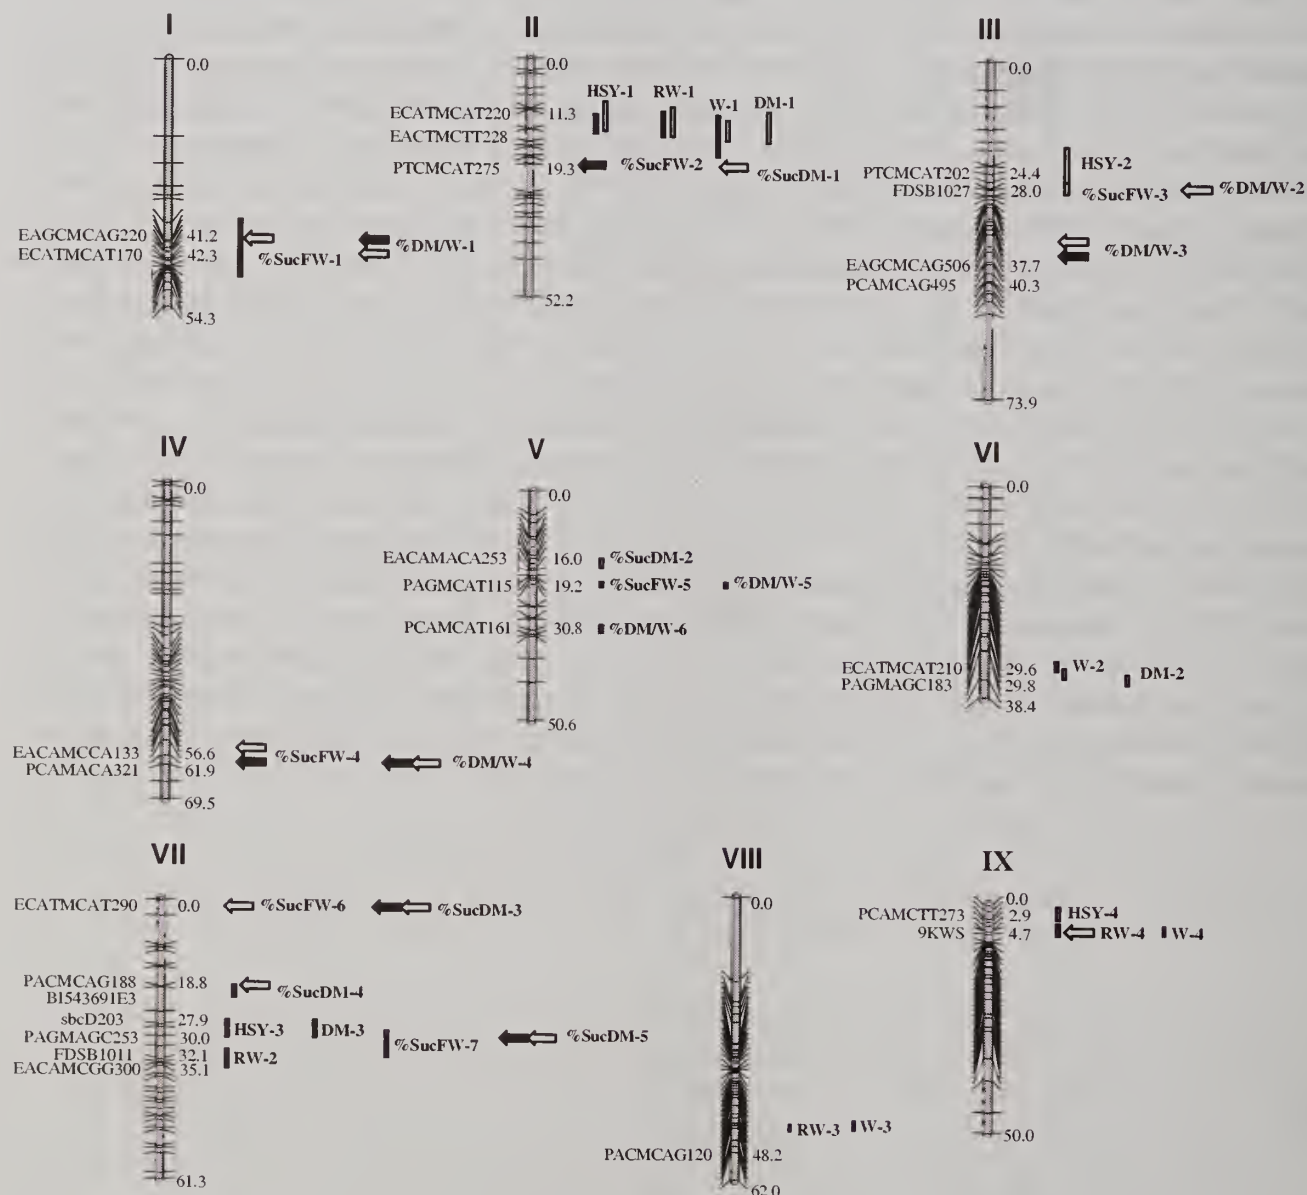 I
0.0
EAGCMCAG220 41.2
ECATMCAT170 42.3
%SucFW-1
%DM/W-1
54.3
II
0.0
HSY-1 RW-1 W-1 DM-1
ECATMCAT220 11.3
EACTMCTT228
PTCMCAT275 19.3 %SucFW-2 %SucDM-1
52.2
III
0.0
HSY-2
PTCMCAT202 24.4
FDSB1027 28.0 %SucFW-3 %DM/W-2
%DM/W-3
EAGCMCAG506 37.7
PCAMCAG495 40.3
73.9
IV
0.0
EACAMCCA133 56.6
%SucFW-4 %DM/W-4
PCAMACA321 61.9
69.5
V
0.0
EACAMACA253 16.0 %SucDM-2
PAGMCAT115 19.2 %SucFW-5 %DM/W-5
PCAMCAT161 30.8 %DM/W-6
50.6
VI
0.0
ECATMCAT210 29.6 W-2
PAGMAGC183 29.8 DM-2
38.4
VII
ECATMCAT290 0.0 %SucFW-6 %SucDM-3
PACMCAG188 18.8
%SucDM-4
B1543691E3
sbcD203 27.9
HSY-3 DM-3
PAGMAGC253 30.0
%SucFW-7 %SucDM-5
FDSB1011 32.1
RW-2
EACAMCGG300 35.1
61.3
VIII
0.0
RW-3 W-3
PACMCAG120 48.2
62.0
IX
0.0
PCAMCTT273 2.9 HSY-4
9KWS 4.7 RW-4 W-4
50.0